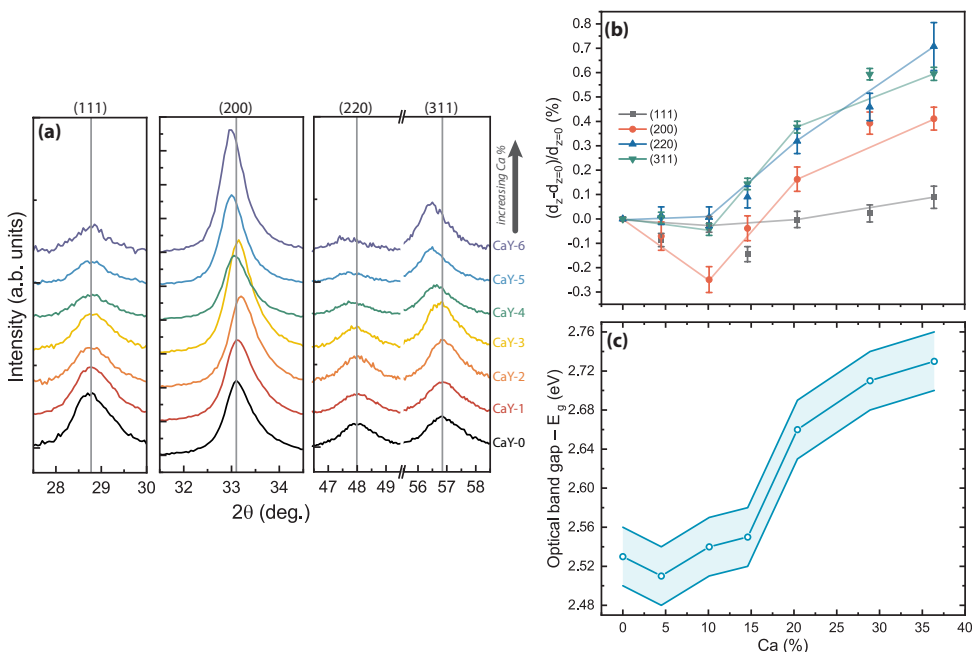 (a)
(111)
(200)
(220)
(311)
increasing Ca %
CaY-6
CaY-5
CaY-4
CaY-3
CaY-2
CaY-1
CaY-0
Intensity (a.b. units)
28 29 30
32 33 34
47 48 49 56 57 58
2θ (deg.)
(b)
0.8
0.7
0.6
0.5
0.4
0.3
0.2
0.1
0.0
-0.1
-0.2
-0.3
(d_z-d_{z=0})/d_{z=0} (%)
(111)
(200)
(220)
(311)
(c)
2.76
2.72
2.68
2.64
2.60
2.56
2.52
2.48
Optical band gap – E_g (eV)
0 5 10 15 20 25 30 35 40
Ca (%)